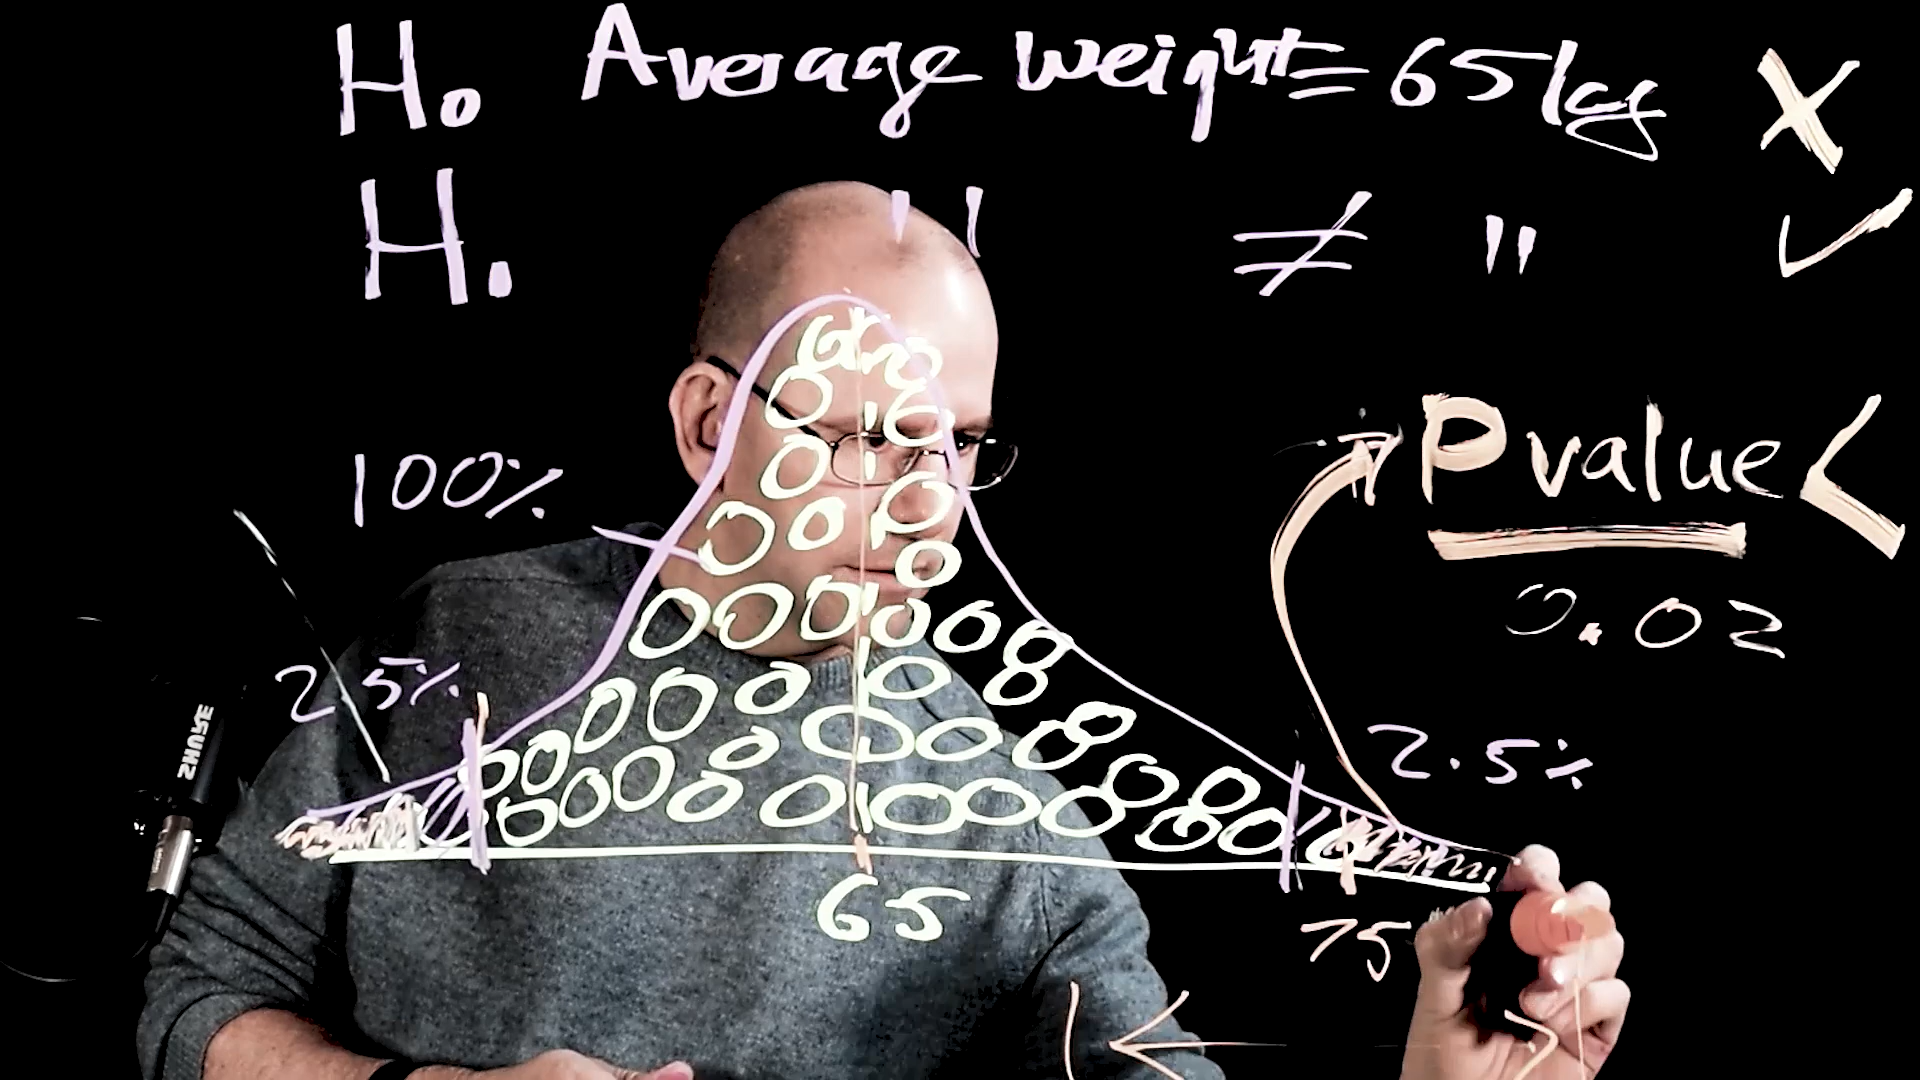 H₀ Average weight = 65 kg X
H₁ " ≠ " ✓
100%
P value <
0.02
2.5%
2.5%
65
75
SHURE